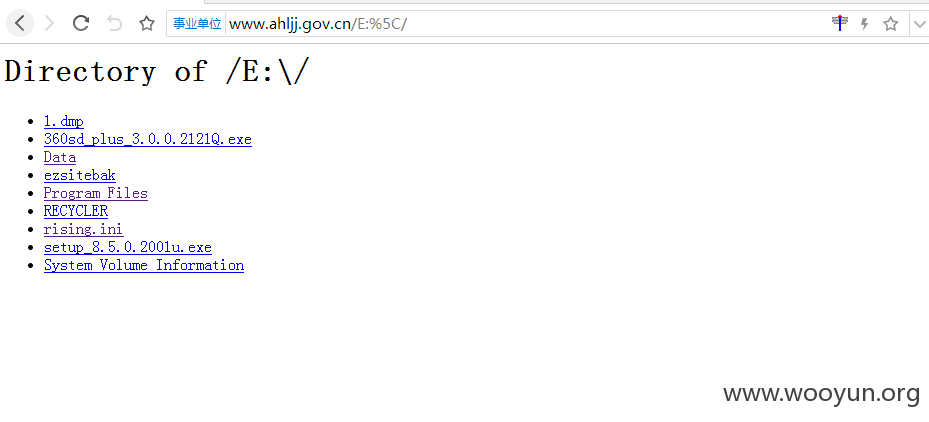 事业单位 www.ahljj.gov.cn/E:%5C/
Directory of /E:\/
1.dmp
360sd_plus_3.0.0.2121Q.exe
Data
ezsitebak
Program Files
RECYCLER
rising.ini
setup_8.5.0.2001u.exe
System Volume Information
www.wooyun.org